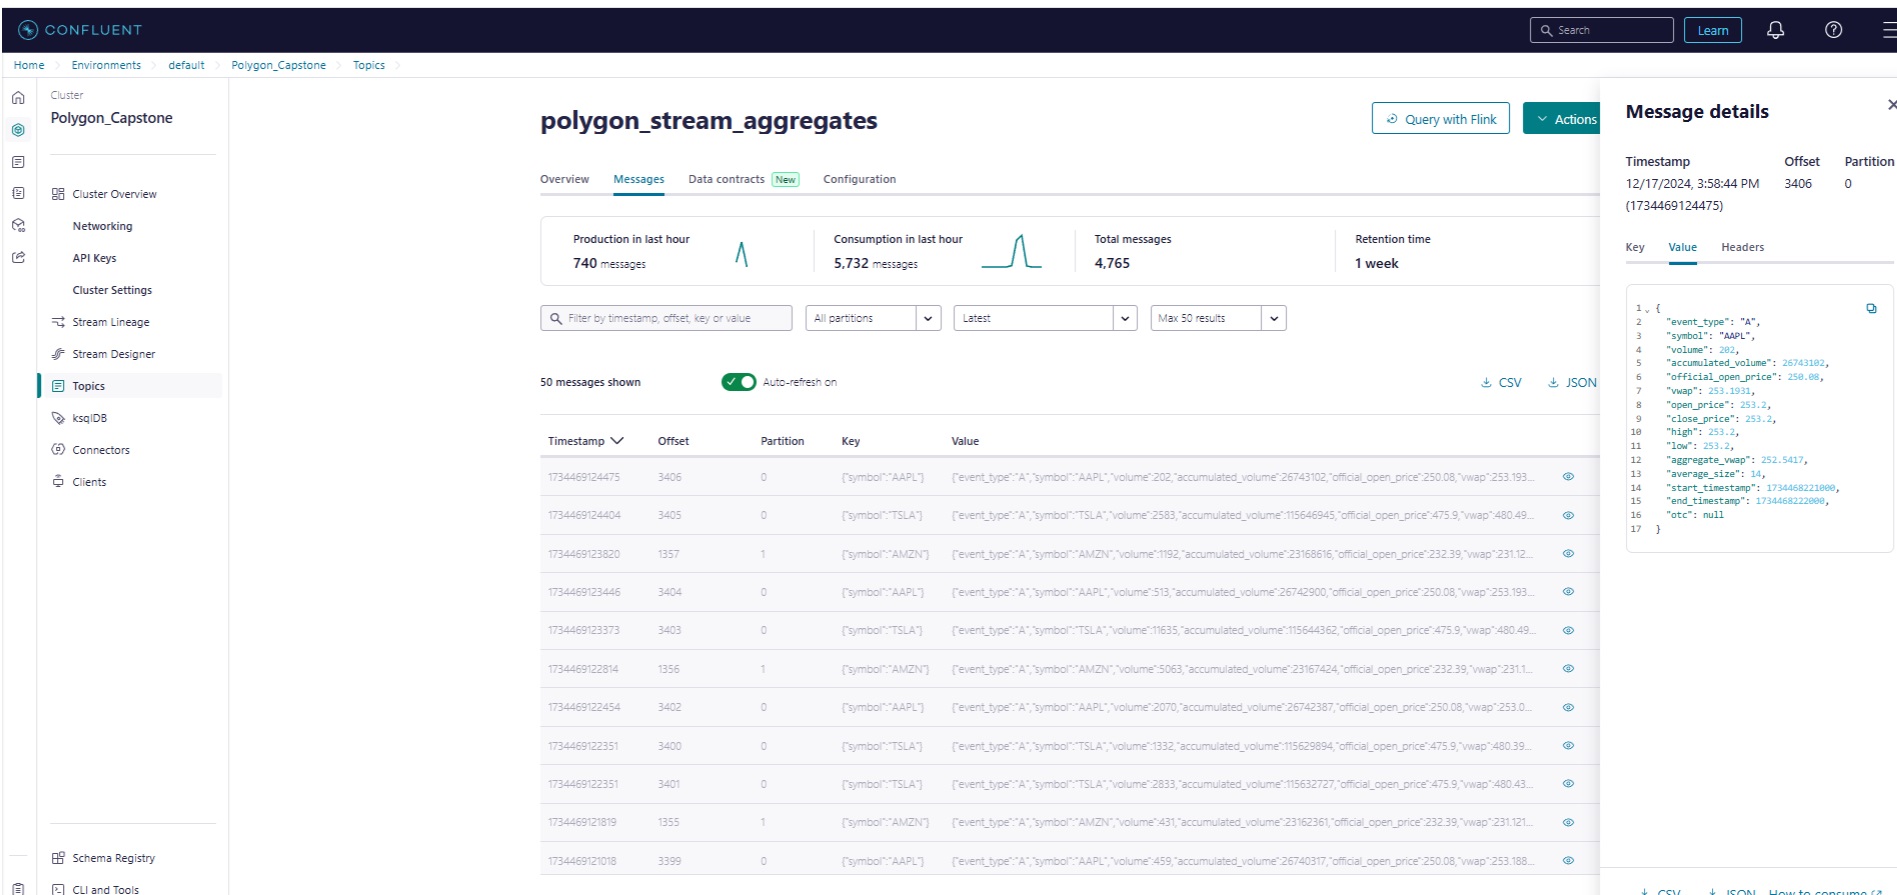 CONFLUENT
Search
Learn
Home > Environments > default > Polygon_Capstone > Topics >
Cluster
Polygon_Capstone
Cluster Overview
Networking
API Keys
Cluster Settings
Stream Lineage
Stream Designer
Topics
ksqlDB
Connectors
Clients
Schema Registry
CLI and Tools
polygon_stream_aggregates
Query with Flink
Actions
Overview Messages Data contracts New Configuration
Production in last hour
740 messages
Consumption in last hour
5,732 messages
Total messages
4,765
Retention time
1 week
Filter by timestamp, offset, key or value
All partitions
Latest
Max 50 results
50 messages shown
Auto-refresh on
CSV JSON
Timestamp Offset Partition Key Value
1734469124475 3406 0 {"symbol":"AAPL"} {"event_type":"A","symbol":"AAPL","volume":202,"accumulated_volume":26743102,"official_open_price":250.08,"vwap":253.193...
1734469124404 3405 0 {"symbol":"TSLA"} {"event_type":"A","symbol":"TSLA","volume":2583,"accumulated_volume":115646945,"official_open_price":475.9,"vwap":480.49...
1734469123820 1357 1 {"symbol":"AMZN"} {"event_type":"A","symbol":"AMZN","volume":1192,"accumulated_volume":23168616,"official_open_price":232.39,"vwap":231.12...
1734469123446 3404 0 {"symbol":"AAPL"} {"event_type":"A","symbol":"AAPL","volume":513,"accumulated_volume":26742900,"official_open_price":250.08,"vwap":253.193...
1734469123373 3403 0 {"symbol":"TSLA"} {"event_type":"A","symbol":"TSLA","volume":11635,"accumulated_volume":115644362,"official_open_price":475.9,"vwap":480.49...
1734469122814 1356 1 {"symbol":"AMZN"} {"event_type":"A","symbol":"AMZN","volume":5063,"accumulated_volume":23167424,"official_open_price":232.39,"vwap":231.1...
1734469122454 3402 0 {"symbol":"AAPL"} {"event_type":"A","symbol":"AAPL","volume":2070,"accumulated_volume":26742387,"official_open_price":250.08,"vwap":253.0...
1734469122351 3400 0 {"symbol":"TSLA"} {"event_type":"A","symbol":"TSLA","volume":1332,"accumulated_volume":115629894,"official_open_price":475.9,"vwap":480.39...
1734469122351 3401 0 {"symbol":"TSLA"} {"event_type":"A","symbol":"TSLA","volume":2833,"accumulated_volume":115632727,"official_open_price":475.9,"vwap":480.43...
1734469121819 1355 1 {"symbol":"AMZN"} {"event_type":"A","symbol":"AMZN","volume":431,"accumulated_volume":23162361,"official_open_price":232.39,"vwap":231.121...
1734469121018 3399 0 {"symbol":"AAPL"} {"event_type":"A","symbol":"AAPL","volume":459,"accumulated_volume":26740317,"official_open_price":250.08,"vwap":253.188...
Message details
Timestamp Offset Partition
12/17/2024, 3:58:44 PM 3406 0
(1734469124475)
Key Value Headers
1 {
2 "event_type": "A",
3 "symbol": "AAPL",
4 "volume": 202,
5 "accumulated_volume": 26743102,
6 "official_open_price": 250.08,
7 "vwap": 253.1931,
8 "open_price": 253.2,
9 "close_price": 253.2,
10 "high": 253.2,
11 "low": 253.2,
12 "aggregate_vwap": 252.5417,
13 "average_size": 14,
14 "start_timestamp": 1734468221000,
15 "end_timestamp": 1734468222000,
16 "otc": null
17 }
CSV JSON How to consume